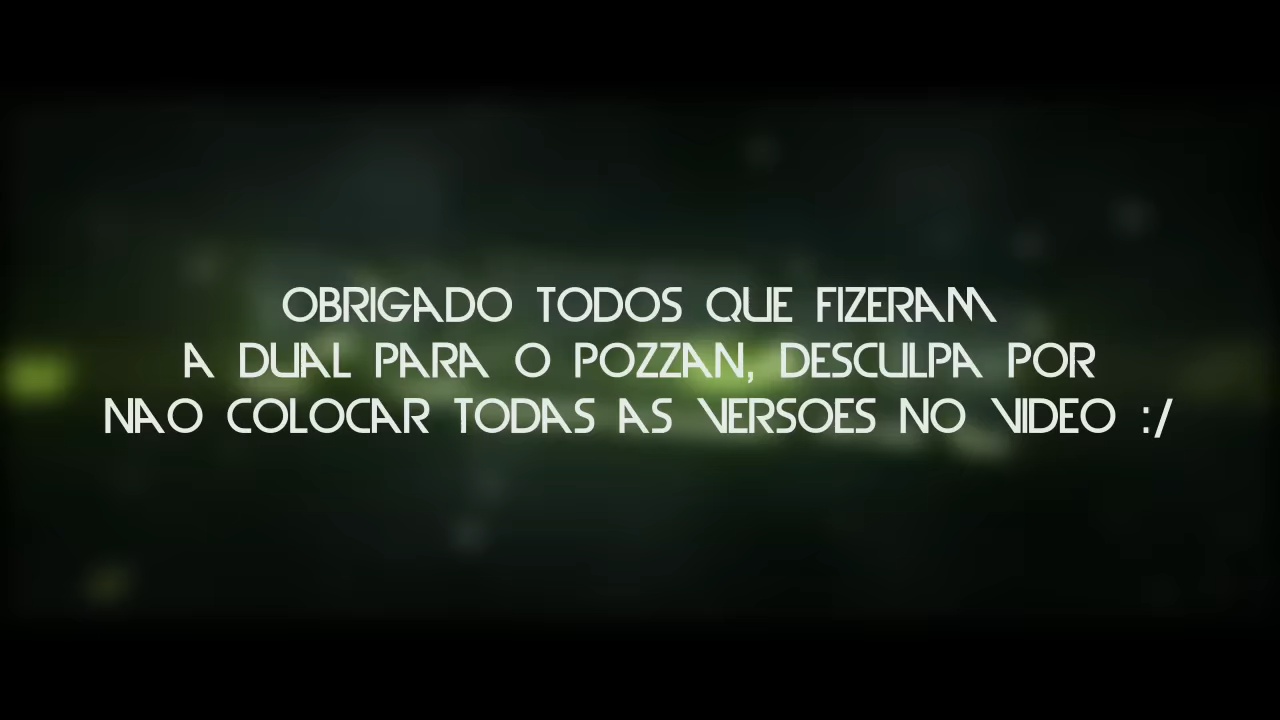 OBRIGADO TODOS QUE FIZERAM
A DUAL PARA O POZZAN, DESCULPA POR
NAO COLOCAR TODAS AS VERSOES NO VIDEO :/